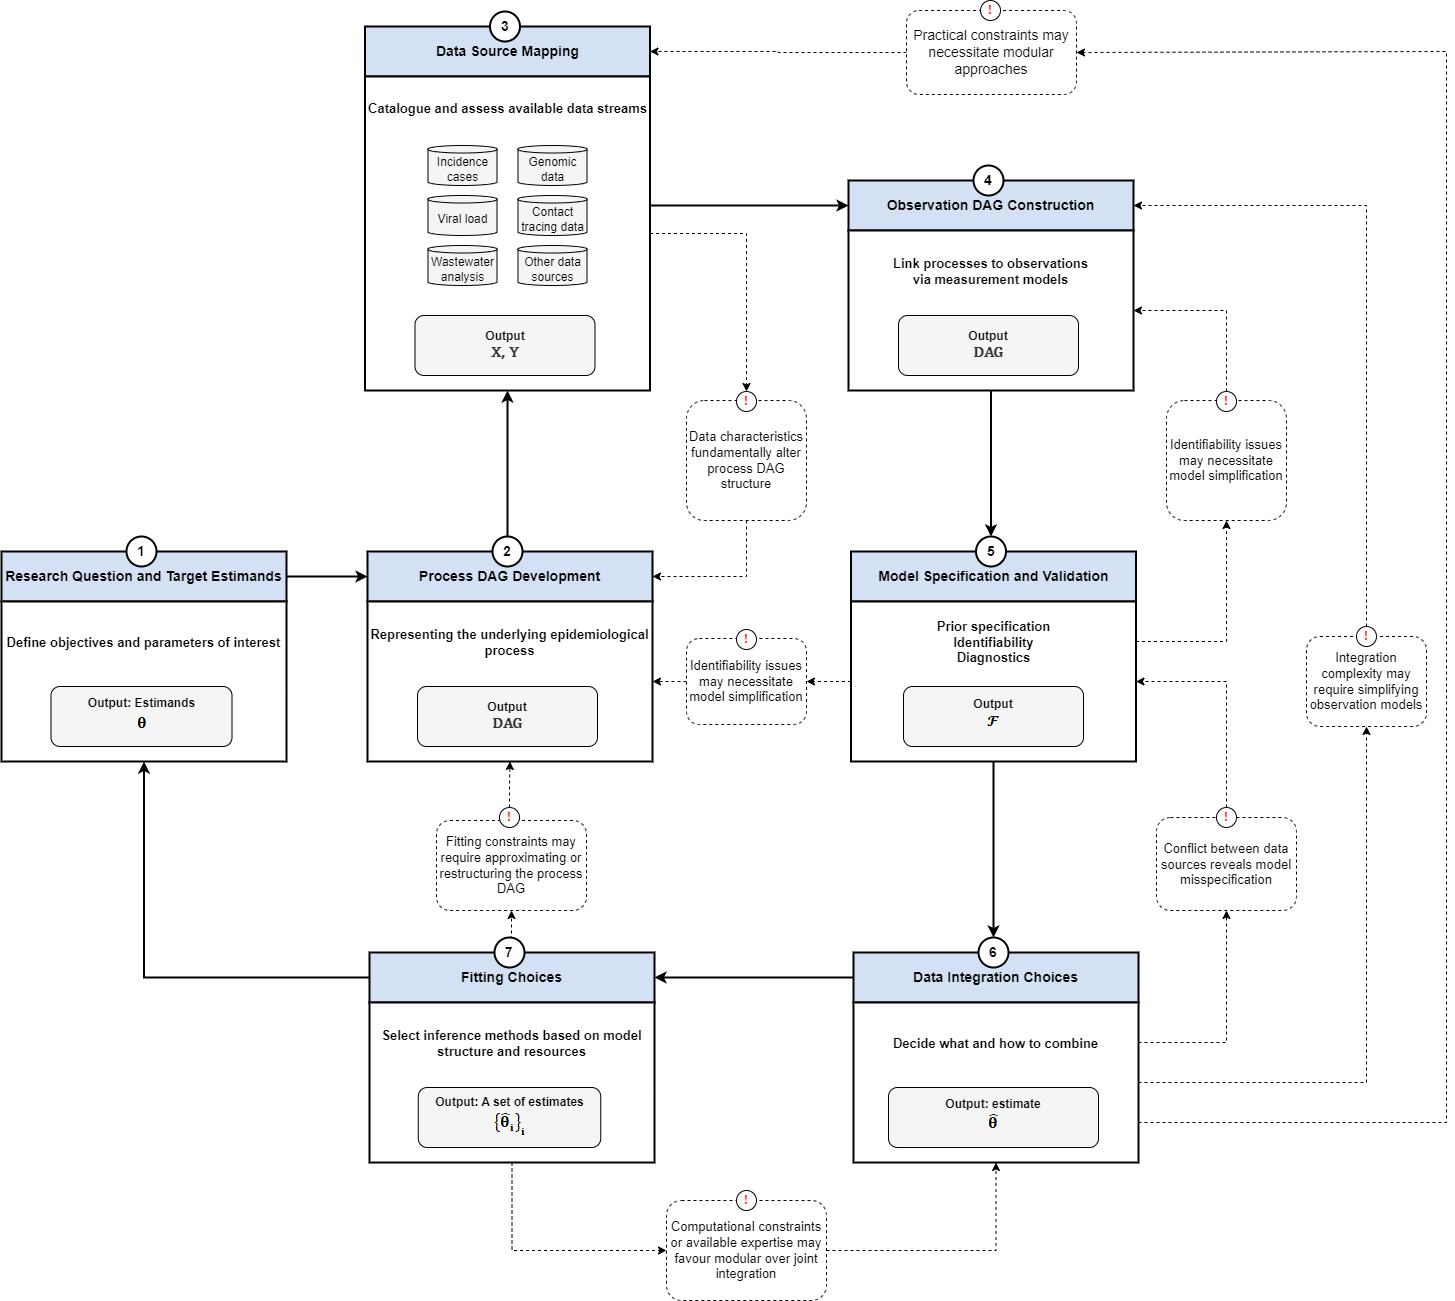 3
Data Source Mapping
Catalogue and assess available data streams
Incidence
cases
Genomic
data
Viral load
Contact
tracing data
Wastewater
analysis
Other data
sources
Output
X, Y
!
Practical constraints may
necessitate modular
approaches
4
Observation DAG Construction
Link processes to observations
via measurement models
Output
DAG
!
Data characteristics
fundamentally alter
process DAG
structure
!
Identifiability issues
may necessitate
model simplification
1
Research Question and Target Estimands
Define objectives and parameters of interest
Output: Estimands
θ
2
Process DAG Development
Representing the underlying epidemiological
process
Output
DAG
!
Identifiability issues
may necessitate
model simplification
5
Model Specification and Validation
Prior specification
Identifiability
Diagnostics
Output
ℱ
!
Integration
complexity may
require simplifying
observation models
!
Fitting constraints may
require approximating or
restructuring the process
DAG
!
Conflict between data
sources reveals model
misspecification
7
Fitting Choices
Select inference methods based on model
structure and resources
Output: A set of estimates
{θ̂ᵢ}ᵢ
6
Data Integration Choices
Decide what and how to combine
Output: estimate
θ̂
!
Computational constraints
or available expertise may
favour modular over joint
integration